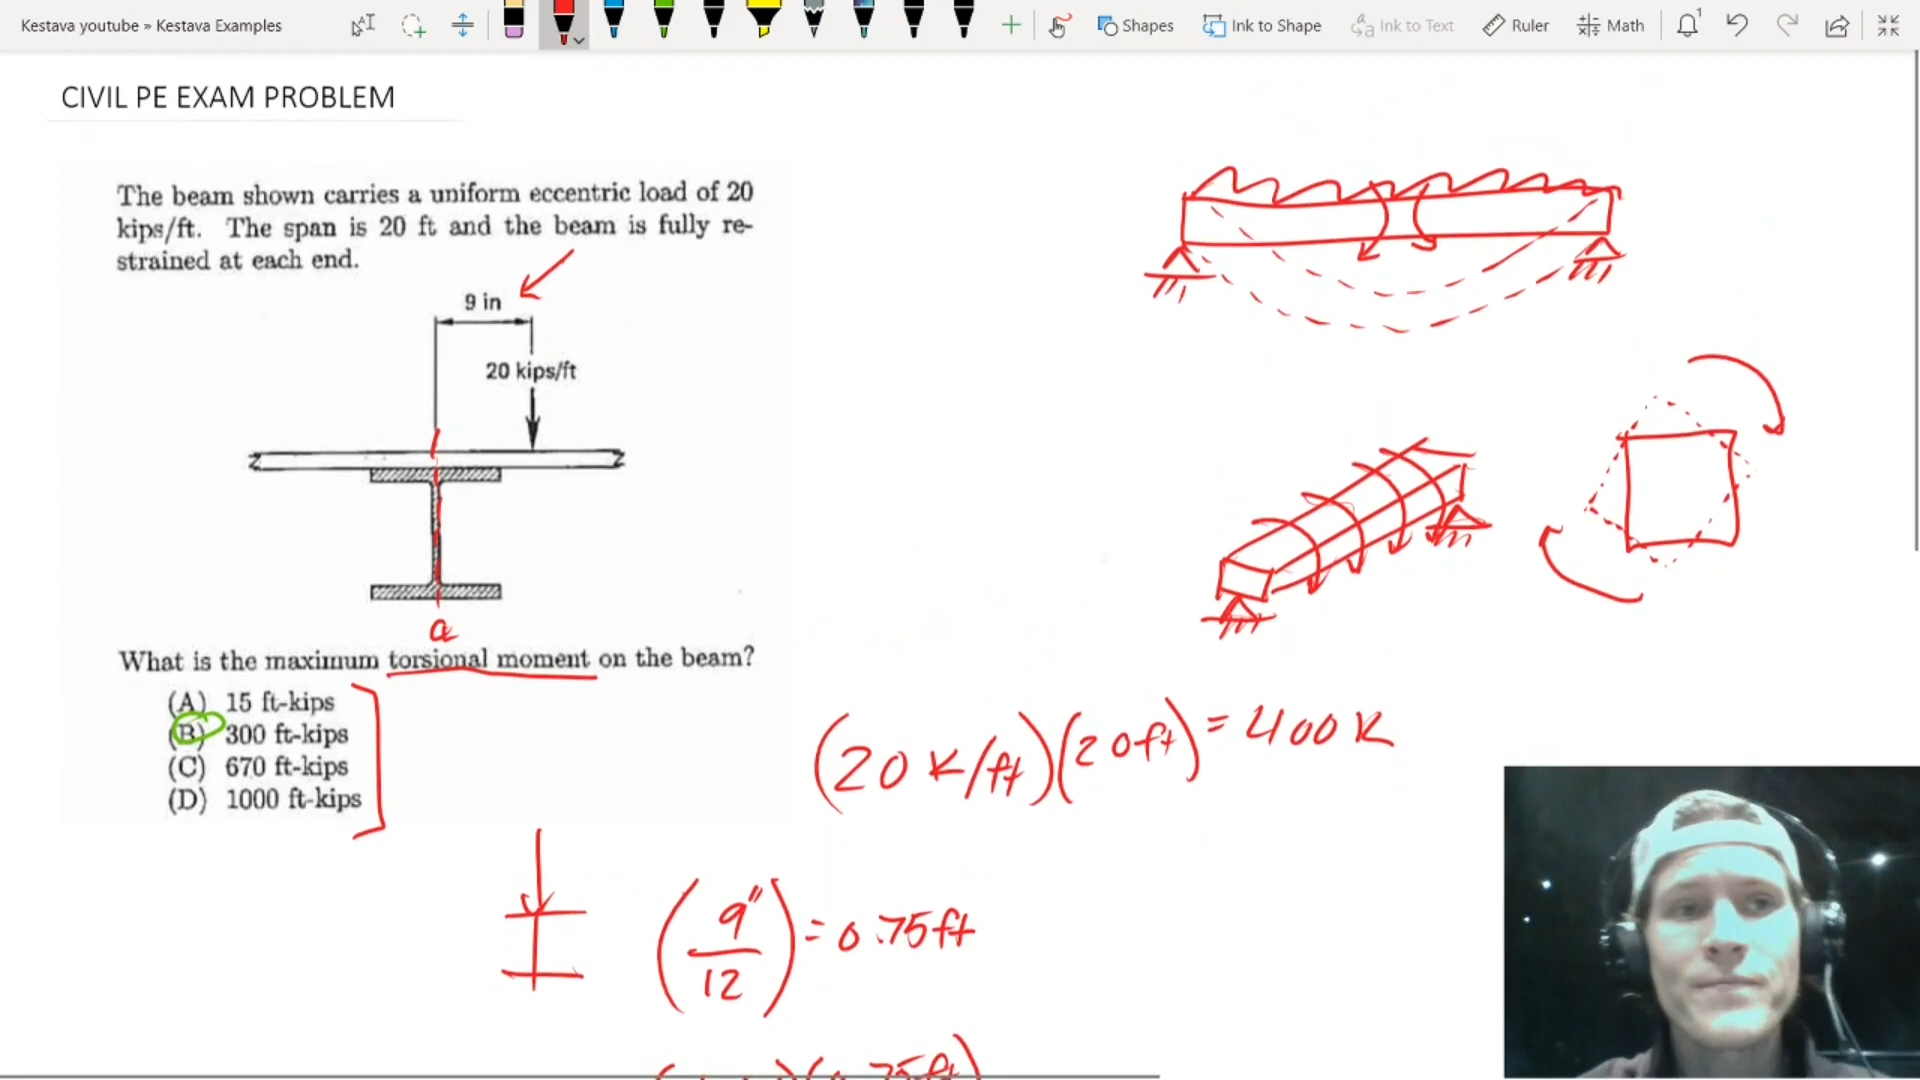 Kestava youtube » Kestava Examples
Shapes
Ink to Shape
Ink to Text
Ruler
Math
1
CIVIL PE EXAM PROBLEM
The beam shown carries a uniform eccentric load of 20
kips/ft. The span is 20 ft and the beam is fully re-
strained at each end.
9 in
20 kips/ft
a
What is the maximum torsional moment on the beam?
(A) 15 ft-kips
(B) 300 ft-kips
(C) 670 ft-kips
(D) 1000 ft-kips
(20 K/ft)(20ft) = 400 K
(9"/12) = 0.75ft
(0.75ft)